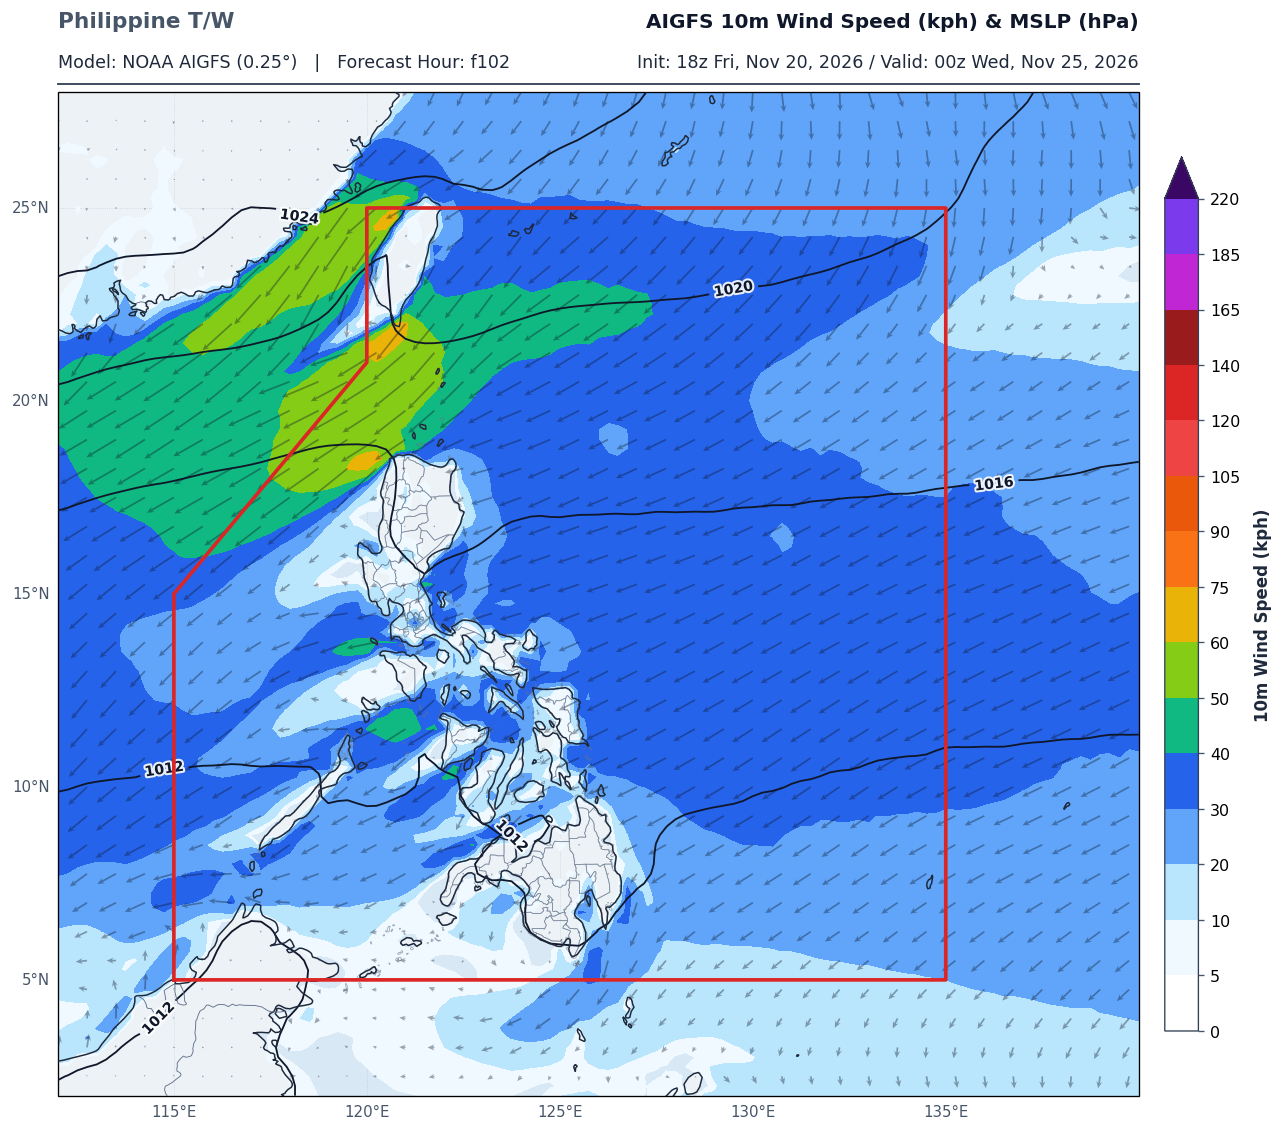 Philippine T/W
AIGFS 10m Wind Speed (kph) & MSLP (hPa)
Model: NOAA AIGFS (0.25°) | Forecast Hour: f102
Init: 18z Fri, Nov 20, 2026 / Valid: 00z Wed, Nov 25, 2026
25°N
20°N
15°N
10°N
5°N
115°E
120°E
125°E
130°E
135°E
1024
1020
1016
1012
1012
1012
220
185
165
140
120
105
90
75
60
50
40
30
20
10
5
0
10m Wind Speed (kph)